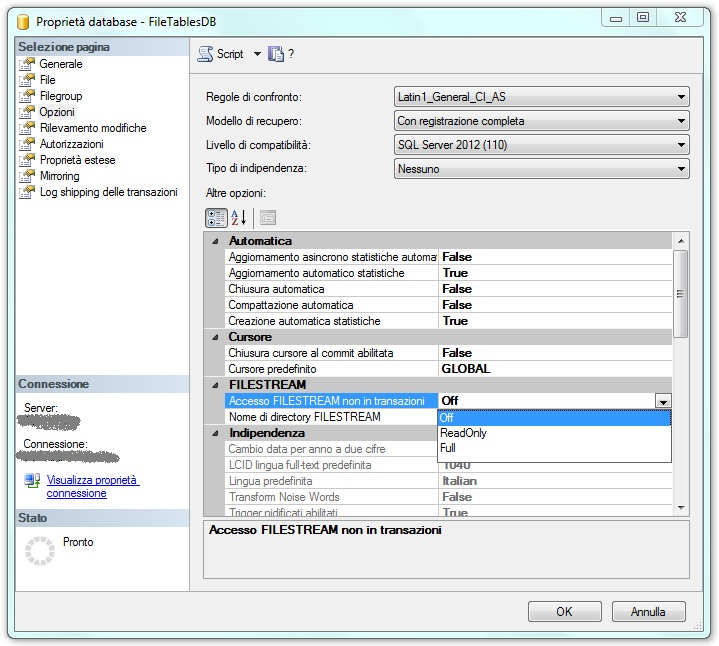 Proprietà database - FileTablesDB
Selezione pagina
Generale
File
Filegroup
Opzioni
Rilevamento modifiche
Autorizzazioni
Proprietà estese
Mirroring
Log shipping delle transazioni
Connessione
Server:
Connessione:
Visualizza proprietà
connessione
Stato
Pronto
Script ?
Regole di confronto: Latin1_General_CI_AS
Modello di recupero: Con registrazione completa
Livello di compatibilità: SQL Server 2012 (110)
Tipo di indipendenza: Nessuno
Altre opzioni:
Automatica
Aggiornamento asincrono statistiche automa False
Aggiornamento automatico statistiche True
Chiusura automatica False
Compattazione automatica False
Creazione automatica statistiche True
Cursore
Chiusura cursore al commit abilitata False
Cursore predefinito GLOBAL
FILESTREAM
Accesso FILESTREAM non in transazioni Off
Nome di directory FILESTREAM
Off
ReadOnly
Full
Indipendenza
Cambio data per anno a due cifre
LCID lingua full-text predefinita 1040
Lingua predefinita Italian
Transform Noise Words False
Trigger nidificati abilitati True
Accesso FILESTREAM non in transazioni
OK
Annulla